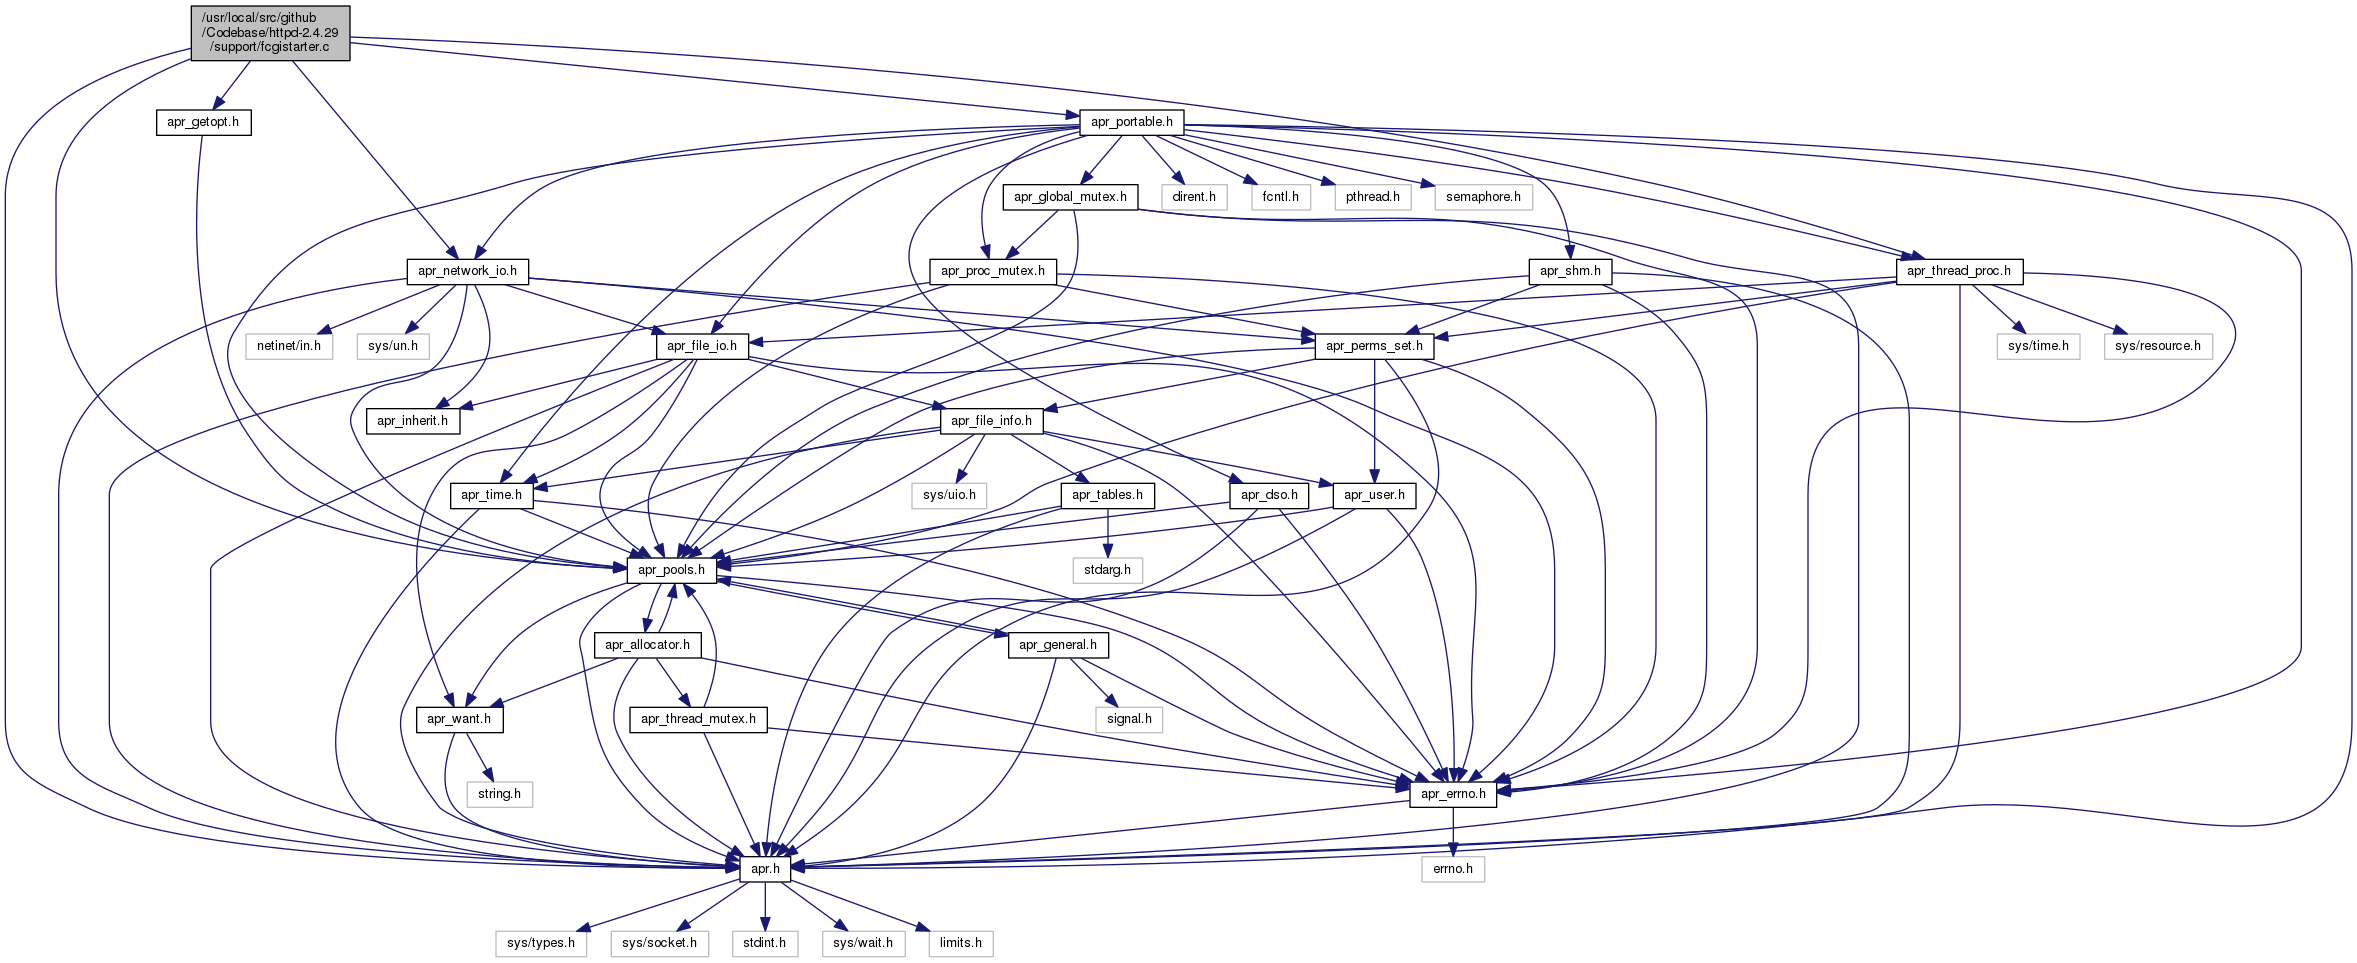 /usr/local/src/github
/Codebase/httpd-2.4.29
/support/fcgistarter.c
apr_getopt.h
apr_portable.h
apr_global_mutex.h
dirent.h
fcntl.h
pthread.h
semaphore.h
apr_network_io.h
apr_proc_mutex.h
apr_shm.h
apr_thread_proc.h
netinet/in.h
sys/un.h
apr_file_io.h
apr_perms_set.h
sys/time.h
sys/resource.h
apr_inherit.h
apr_file_info.h
apr_time.h
sys/uio.h
apr_tables.h
apr_dso.h
apr_user.h
apr_pools.h
stdarg.h
apr_allocator.h
apr_general.h
apr_want.h
apr_thread_mutex.h
signal.h
string.h
apr_errno.h
apr.h
errno.h
sys/types.h
sys/socket.h
stdint.h
sys/wait.h
limits.h